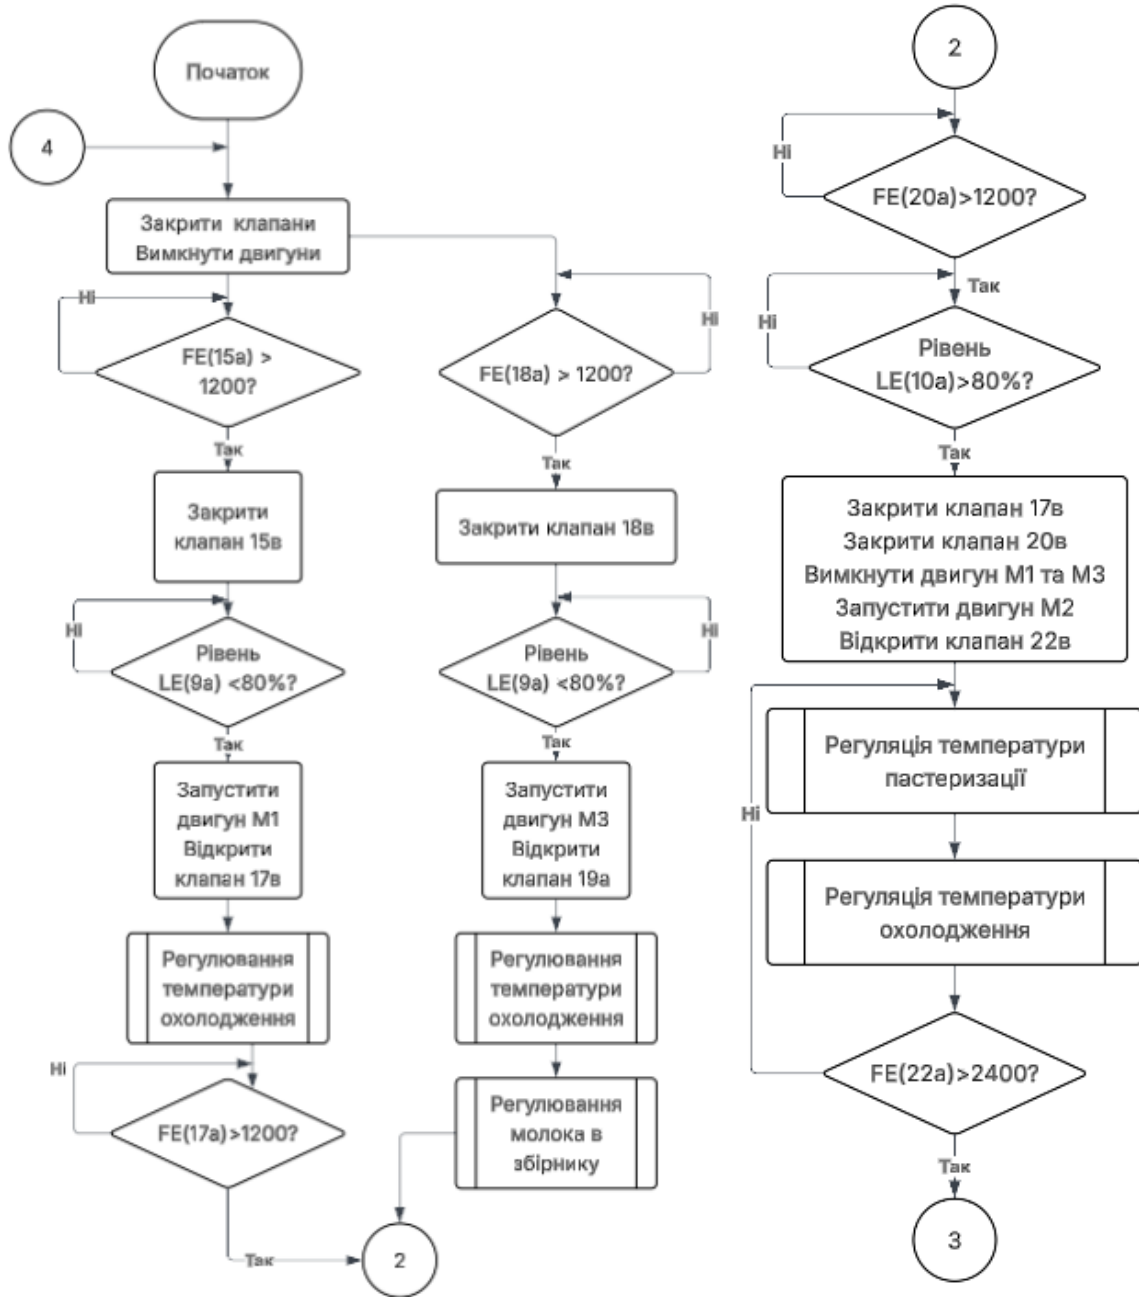 Початок
4
Закрити клапани
Вимкнути двигуни
Ні
FE(15а) >
1200?
Так
Закрити
клапан 15в
Ні
Рівень
LE(9а) <80%?
Так
Запустити
двигун М1
Відкрити
клапан 17в
Регулювання
температури
охолодження
Ні
FE(17а)>1200?
Так
Ні
FE(18а) > 1200?
Так
Закрити клапан 18в
Ні
Рівень
LE(9а) <80%?
Так
Запустити
двигун М3
Відкрити
клапан 19а
Регулювання
температури
охолодження
Регулювання
молока в
збірнику
2
2
Ні
FE(20а)>1200?
Так
Ні
Рівень
LE(10а)>80%?
Так
Закрити клапан 17в
Закрити клапан 20в
Вимкнути двигун М1 та М3
Запустити двигун М2
Відкрити клапан 22в
Регуляція температури
пастеризації
Ні
Регуляція температури
охолодження
FE(22а)>2400?
Так
3